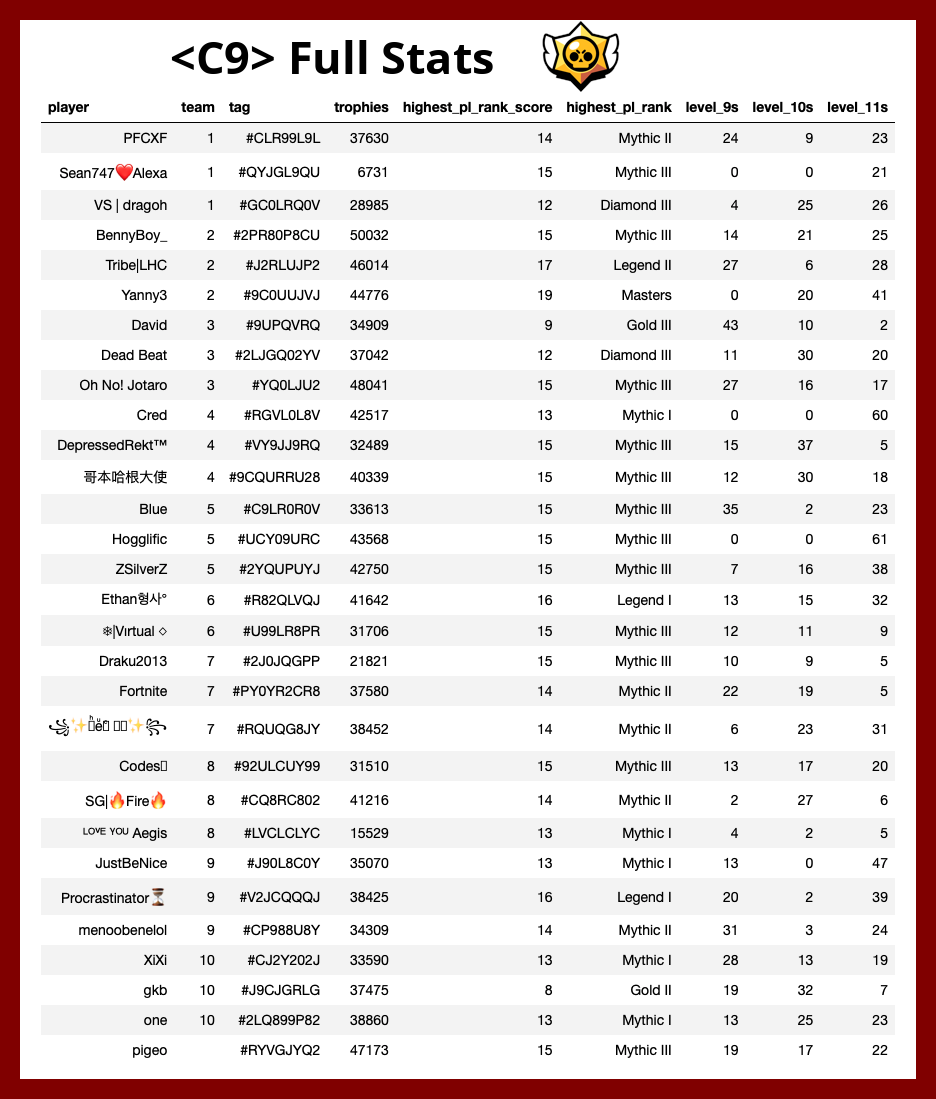 <C9> Full Stats
player team tag trophies highest_pl_rank_score highest_pl_rank level_9s level_10s level_11s
PFCXF 1 #CLR99L9L 37630 14 Mythic II 24 9 23
Sean747❤️Alexa 1 #QYJGL9QU 6731 15 Mythic III 0 0 21
VS | dragoh 1 #GC0LRQ0V 28985 12 Diamond III 4 25 26
BennyBoy_ 2 #2PR80P8CU 50032 15 Mythic III 14 21 25
Tribe|LHC 2 #J2RLUJP2 46014 17 Legend II 27 6 28
Yanny3 2 #9C0UUJVJ 44776 19 Masters 0 20 41
David 3 #9UPQVRQ 34909 9 Gold III 43 10 2
Dead Beat 3 #2LJGQ02YV 37042 12 Diamond III 11 30 20
Oh No! Jotaro 3 #YQ0LJU2 48041 15 Mythic III 27 16 17
Cred 4 #RGVL0L8V 42517 13 Mythic I 0 0 60
DepressedRekt™ 4 #VY9JJ9RQ 32489 15 Mythic III 15 37 5
哥本哈根大使 4 #9CQURRU28 40339 15 Mythic III 12 30 18
Blue 5 #C9LR0R0V 33613 15 Mythic III 35 2 23
Hogglific 5 #UCY09URC 43568 15 Mythic III 0 0 61
ZSilverZ 5 #2YQUPUYJ 42750 15 Mythic III 7 16 38
Ethan형사° 6 #R82QLVQJ 41642 16 Legend I 13 15 32
❄|Vırtual ◇ 6 #U99LR8PR 31706 15 Mythic III 12 11 9
Draku2013 7 #2J0JQGPP 21821 15 Mythic III 10 9 5
Fortnite 7 #PY0YR2CR8 37580 14 Mythic II 22 19 5
7 #RQUQG8JY 38452 14 Mythic II 6 23 31
Codes 8 #92ULCUY99 31510 15 Mythic III 13 17 20
SG|🔥Fire🔥 8 #CQ8RC802 41216 14 Mythic II 2 27 6
ᴸᴼⱽᴱ ᵞᴼᵁ Aegis 8 #LVCLCLYC 15529 13 Mythic I 4 2 5
JustBeNice 9 #J90L8C0Y 35070 13 Mythic I 13 0 47
Procrastinator⏳ 9 #V2JCQQQJ 38425 16 Legend I 20 2 39
menoobenelol 9 #CP988U8Y 34309 14 Mythic II 31 3 24
XiXi 10 #CJ2Y202J 33590 13 Mythic I 28 13 19
gkb 10 #J9CJGRLG 37475 8 Gold II 19 32 7
one 10 #2LQ899P82 38860 13 Mythic I 13 25 23
pigeo #RYVGJYQ2 47173 15 Mythic III 19 17 22